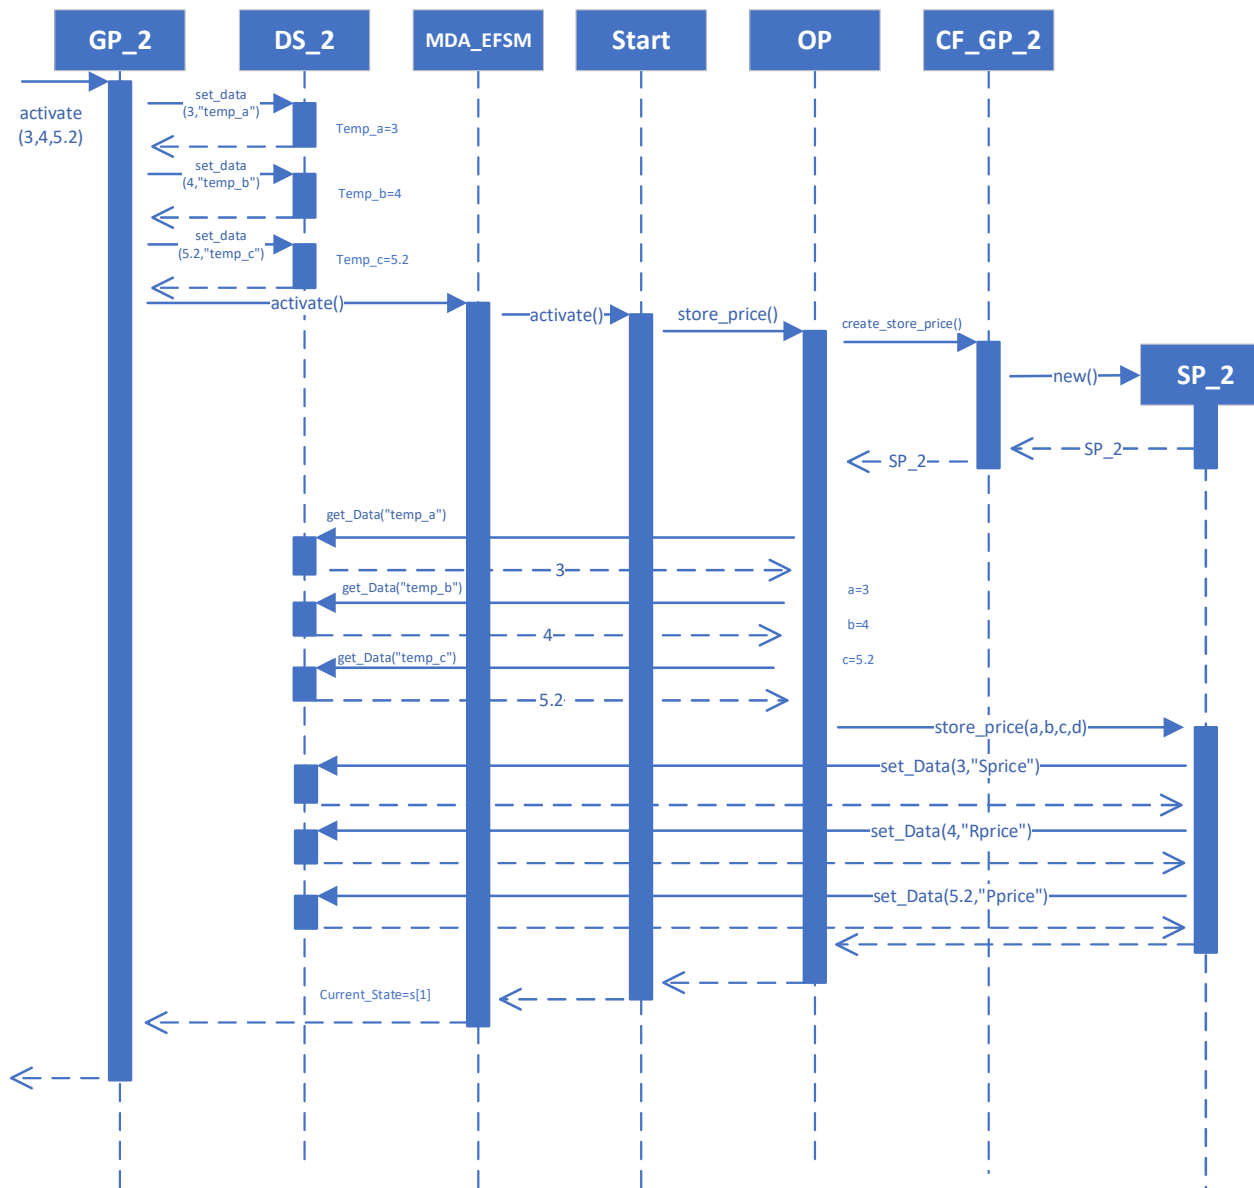 GP_2
DS_2
MDA_EFSM
Start
OP
CF_GP_2
activate
(3,4,5.2)
set_data
(3,"temp_a")
Temp_a=3
set_data
(4,"temp_b")
Temp_b=4
set_data
(5.2,"temp_c")
Temp_c=5.2
activate()
activate()
store_price()
create_store_price()
new()
SP_2
SP_2
SP_2
get_Data("temp_a")
3
get_Data("temp_b")
a=3
4
b=4
get_Data("temp_c")
c=5.2
5.2
store_price(a,b,c,d)
set_Data(3,"Sprice")
set_Data(4,"Rprice")
set_Data(5.2,"Pprice")
Current_State=s[1]